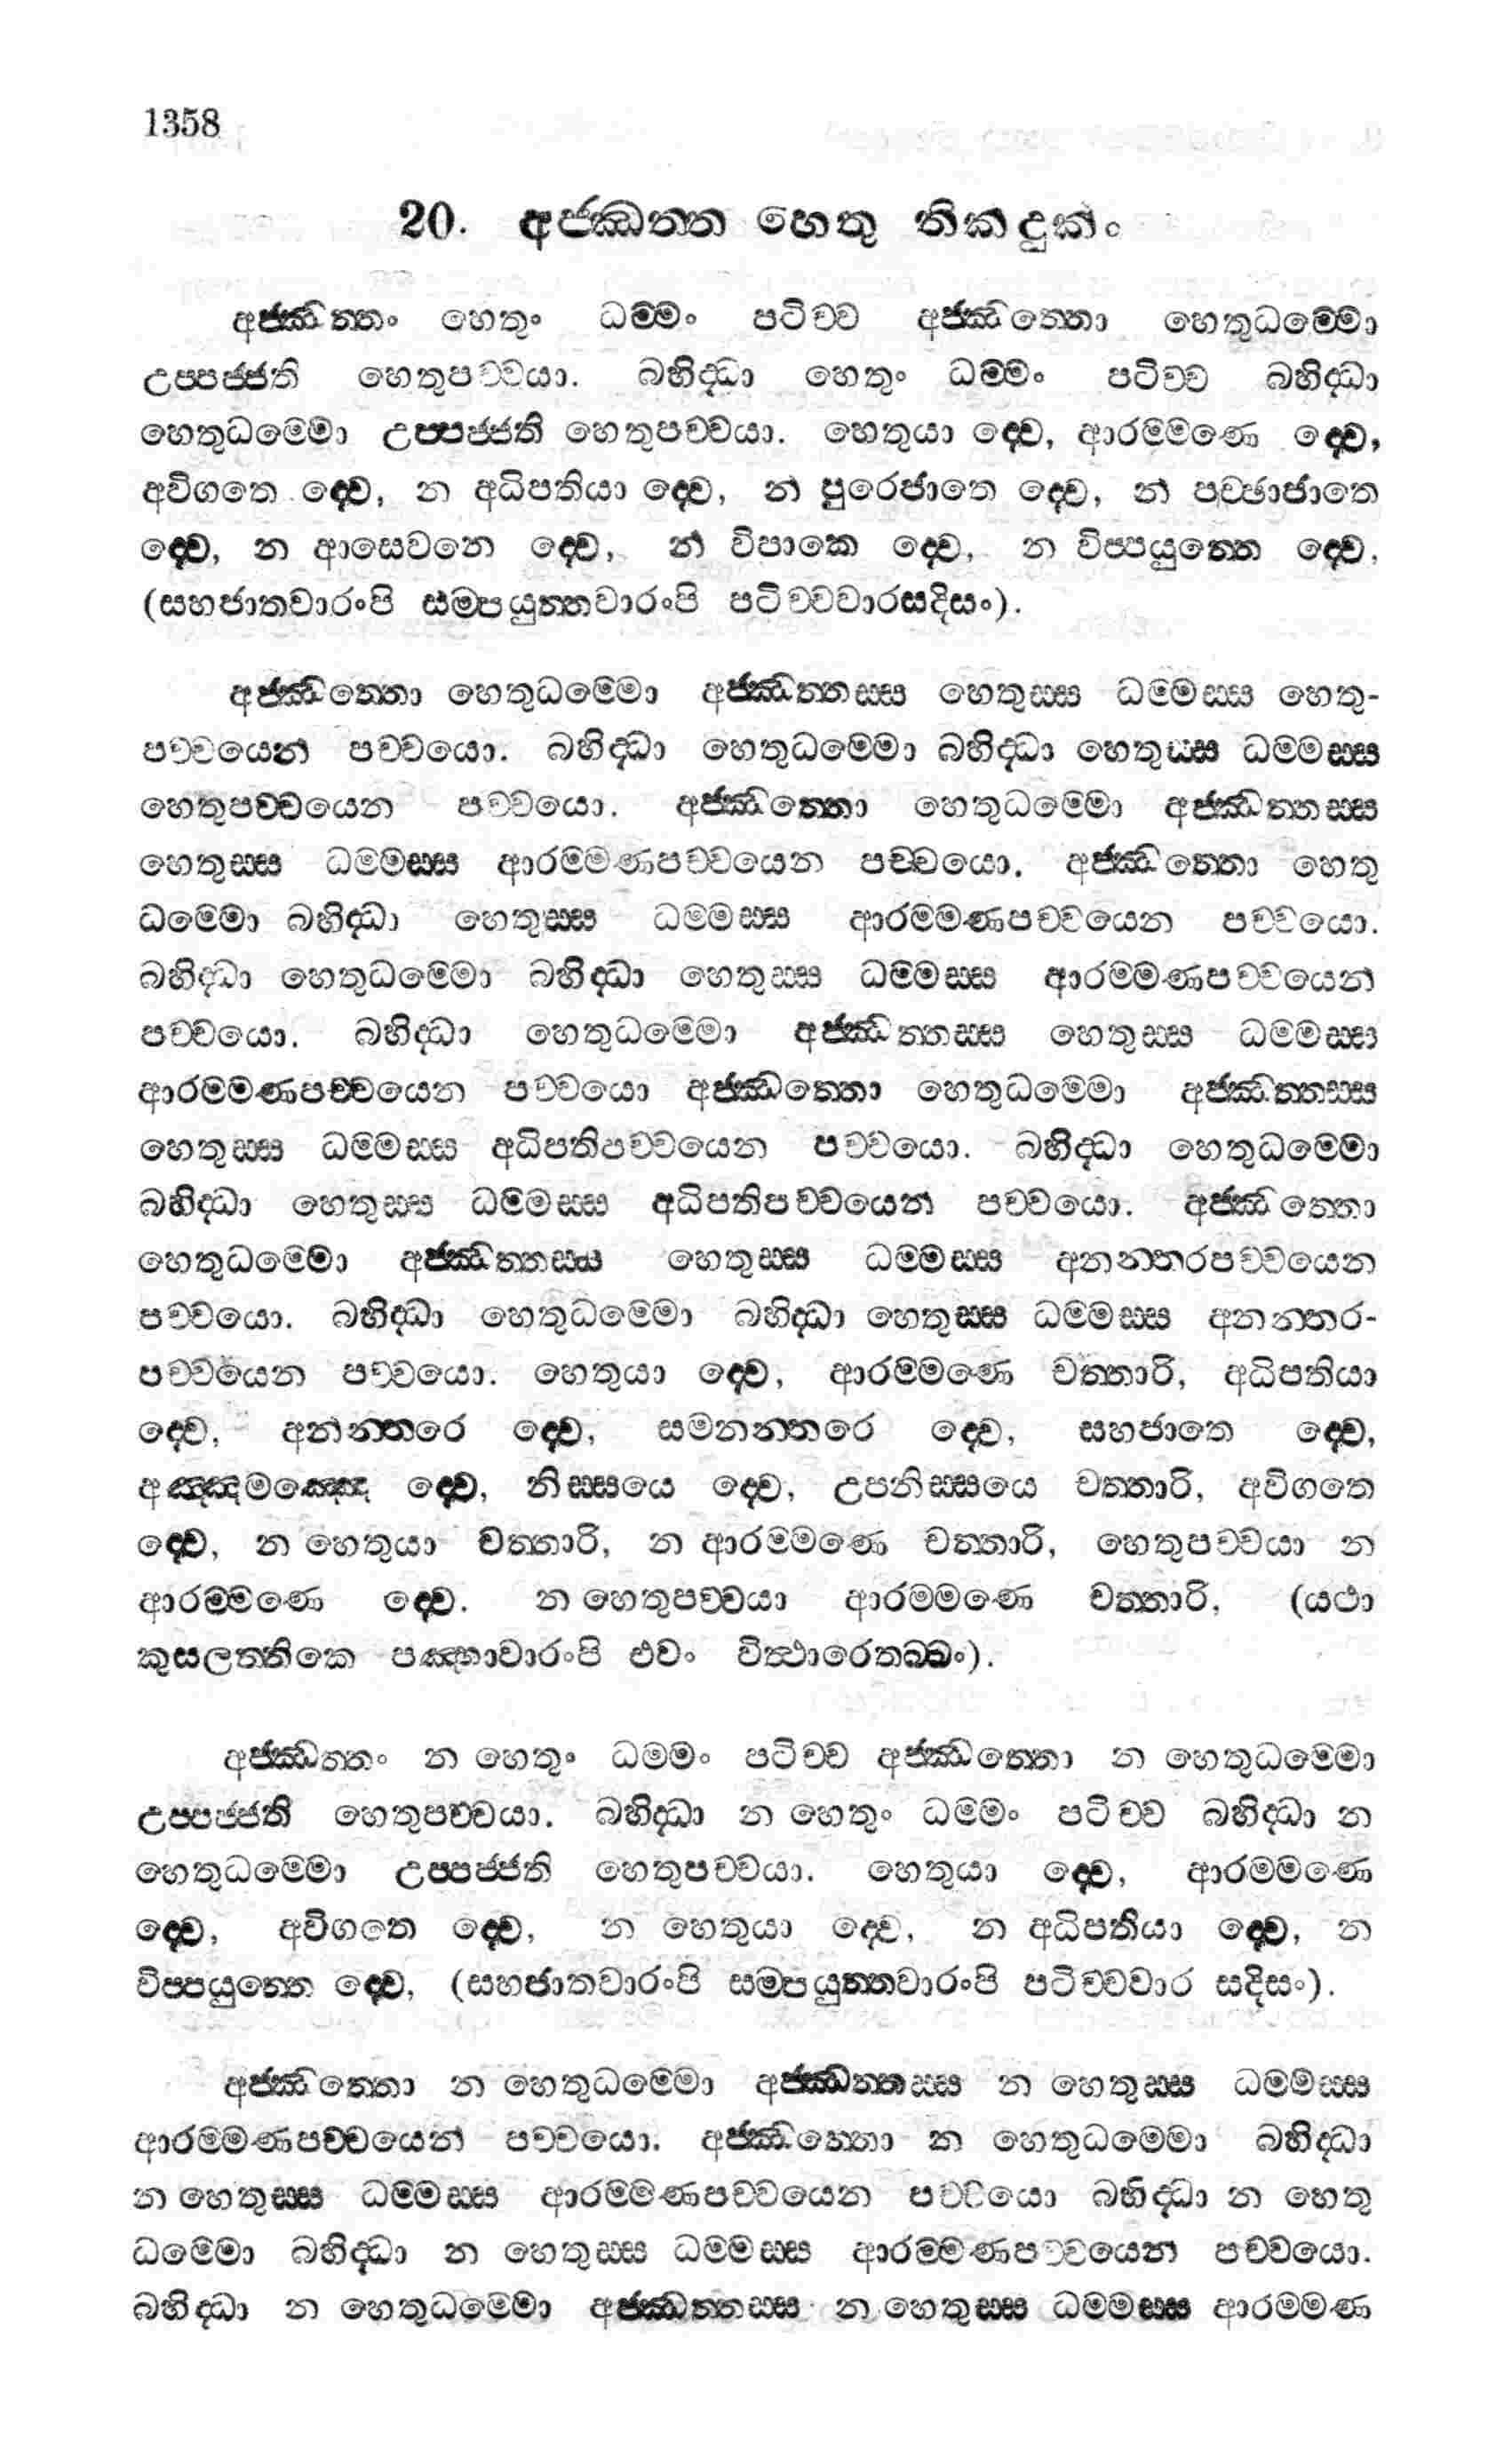 1358
20. අජ්ඣත්ත හෙතු තිකදුකං
අජ්ඣත්තං හෙතුං ධම්මං පටිච්ච අජ්ඣත්තො හෙතුධම්මො
උප්පජ්ජති හෙතුපච්චයා. බහිද්ධා හෙතුං ධම්මං පටිච්ච බහිද්ධා
හෙතුධම්මො උප්පජ්ජති හෙතුපච්චයා. හෙතුයා ද්වෙ, ආරම්මණෙ ද්වෙ,
අවිගතෙ ද්වෙ, න අධිපතියා ද්වෙ, න පුරෙජාතෙ ද්වෙ, න පච්ඡාජාතෙ
ද්වෙ, න ආසෙවනෙ ද්වෙ, න විපාකෙ ද්වෙ, න විප්පයුත්තෙ ද්වෙ,
(සහජාතවාරංපි සම්පයුත්තවාරංපි පටිච්චවාරසදිසං).
අජ්ඣත්තො හෙතුධම්මො අජ්ඣත්තස්ස හෙතුස්ස ධම්මස්ස හෙතු-
පච්චයෙන පච්චයො. බහිද්ධා හෙතුධම්මො බහිද්ධා හෙතුස්ස ධම්මස්ස
හෙතුපච්චයෙන පච්චයො. අජ්ඣත්තො හෙතුධම්මො අජ්ඣත්තස්ස
හෙතුස්ස ධම්මස්ස ආරම්මණපච්චයෙන පච්චයො. අජ්ඣත්තො හෙතු
ධම්මො බහිද්ධා හෙතුස්ස ධම්මස්ස ආරම්මණපච්චයෙන පච්චයො.
බහිද්ධා හෙතුධම්මො බහිද්ධා හෙතුස්ස ධම්මස්ස ආරම්මණපච්චයෙන
පච්චයො. බහිද්ධා හෙතුධම්මො අජ්ඣත්තස්ස හෙතුස්ස ධම්මස්ස
ආරම්මණපච්චයෙන පච්චයො අජ්ඣත්තො හෙතුධම්මො අජ්ඣත්තස්ස
හෙතුස්ස ධම්මස්ස අධිපතිපච්චයෙන පච්චයො. බහිද්ධා හෙතුධම්මො
බහිද්ධා හෙතුස්ස ධම්මස්ස අධිපතිපච්චයෙන පච්චයො. අජ්ඣත්තො
හෙතුධම්මො අජ්ඣත්තස්ස හෙතුස්ස ධම්මස්ස අනන්තරපච්චයෙන
පච්චයො. බහිද්ධා හෙතුධම්මො බහිද්ධා හෙතුස්ස ධම්මස්ස අනන්තර-
පච්චයෙන පච්චයො. හෙතුයා ද්වෙ, ආරම්මණෙ චත්තාරි, අධිපතියා
ද්වෙ, අනන්තරෙ ද්වෙ, සමනන්තරෙ ද්වෙ, සහජාතෙ ද්වෙ,
අඤ්ඤමඤ්ඤෙ ද්වෙ, නිස්සයෙ ද්වෙ, උපනිස්සයෙ චත්තාරි, අවිගතෙ
ද්වෙ, න හෙතුයා චත්තාරි, න ආරම්මණෙ චත්තාරි, හෙතුපච්චයා න
ආරම්මණෙ ද්වෙ. න හෙතුපච්චයා ආරම්මණෙ චත්තාරි, (යථා
කුසලත්තිකෙ පඤ්හාවාරංපි එවං විත්ථාරෙතබ්බං).
අජ්ඣත්තං න හෙතුං ධම්මං පටිච්ච අජ්ඣත්තො න හෙතුධම්මො
උප්පජ්ජති හෙතුපච්චයා. බහිද්ධා න හෙතුං ධම්මං පටිච්ච බහිද්ධා න
හෙතුධම්මො උප්පජ්ජති හෙතුපච්චයා. හෙතුයා ද්වෙ, ආරම්මණෙ
ද්වෙ, අවිගතෙ ද්වෙ, න හෙතුයා ද්වෙ, න අධිපතියා ද්වෙ, න
විප්පයුත්තෙ ද්වෙ, (සහජාතවාරංපි සම්පයුත්තවාරංපි පටිච්චවාර සදිසං).
අජ්ඣත්තො න හෙතුධම්මො අජ්ඣත්තස්ස න හෙතුස්ස ධම්මස්ස
ආරම්මණපච්චයෙන පච්චයො. අජ්ඣත්තො න හෙතුධම්මො බහිද්ධා
න හෙතුස්ස ධම්මස්ස ආරම්මණපච්චයෙන පච්චයො බහිද්ධා න හෙතු
ධම්මො බහිද්ධා න හෙතුස්ස ධම්මස්ස ආරම්මණපච්චයෙන පච්චයො.
බහිද්ධා න හෙතුධම්මො අජ්ඣත්තස්ස න හෙතුස්ස ධම්මස්ස ආරම්මණ